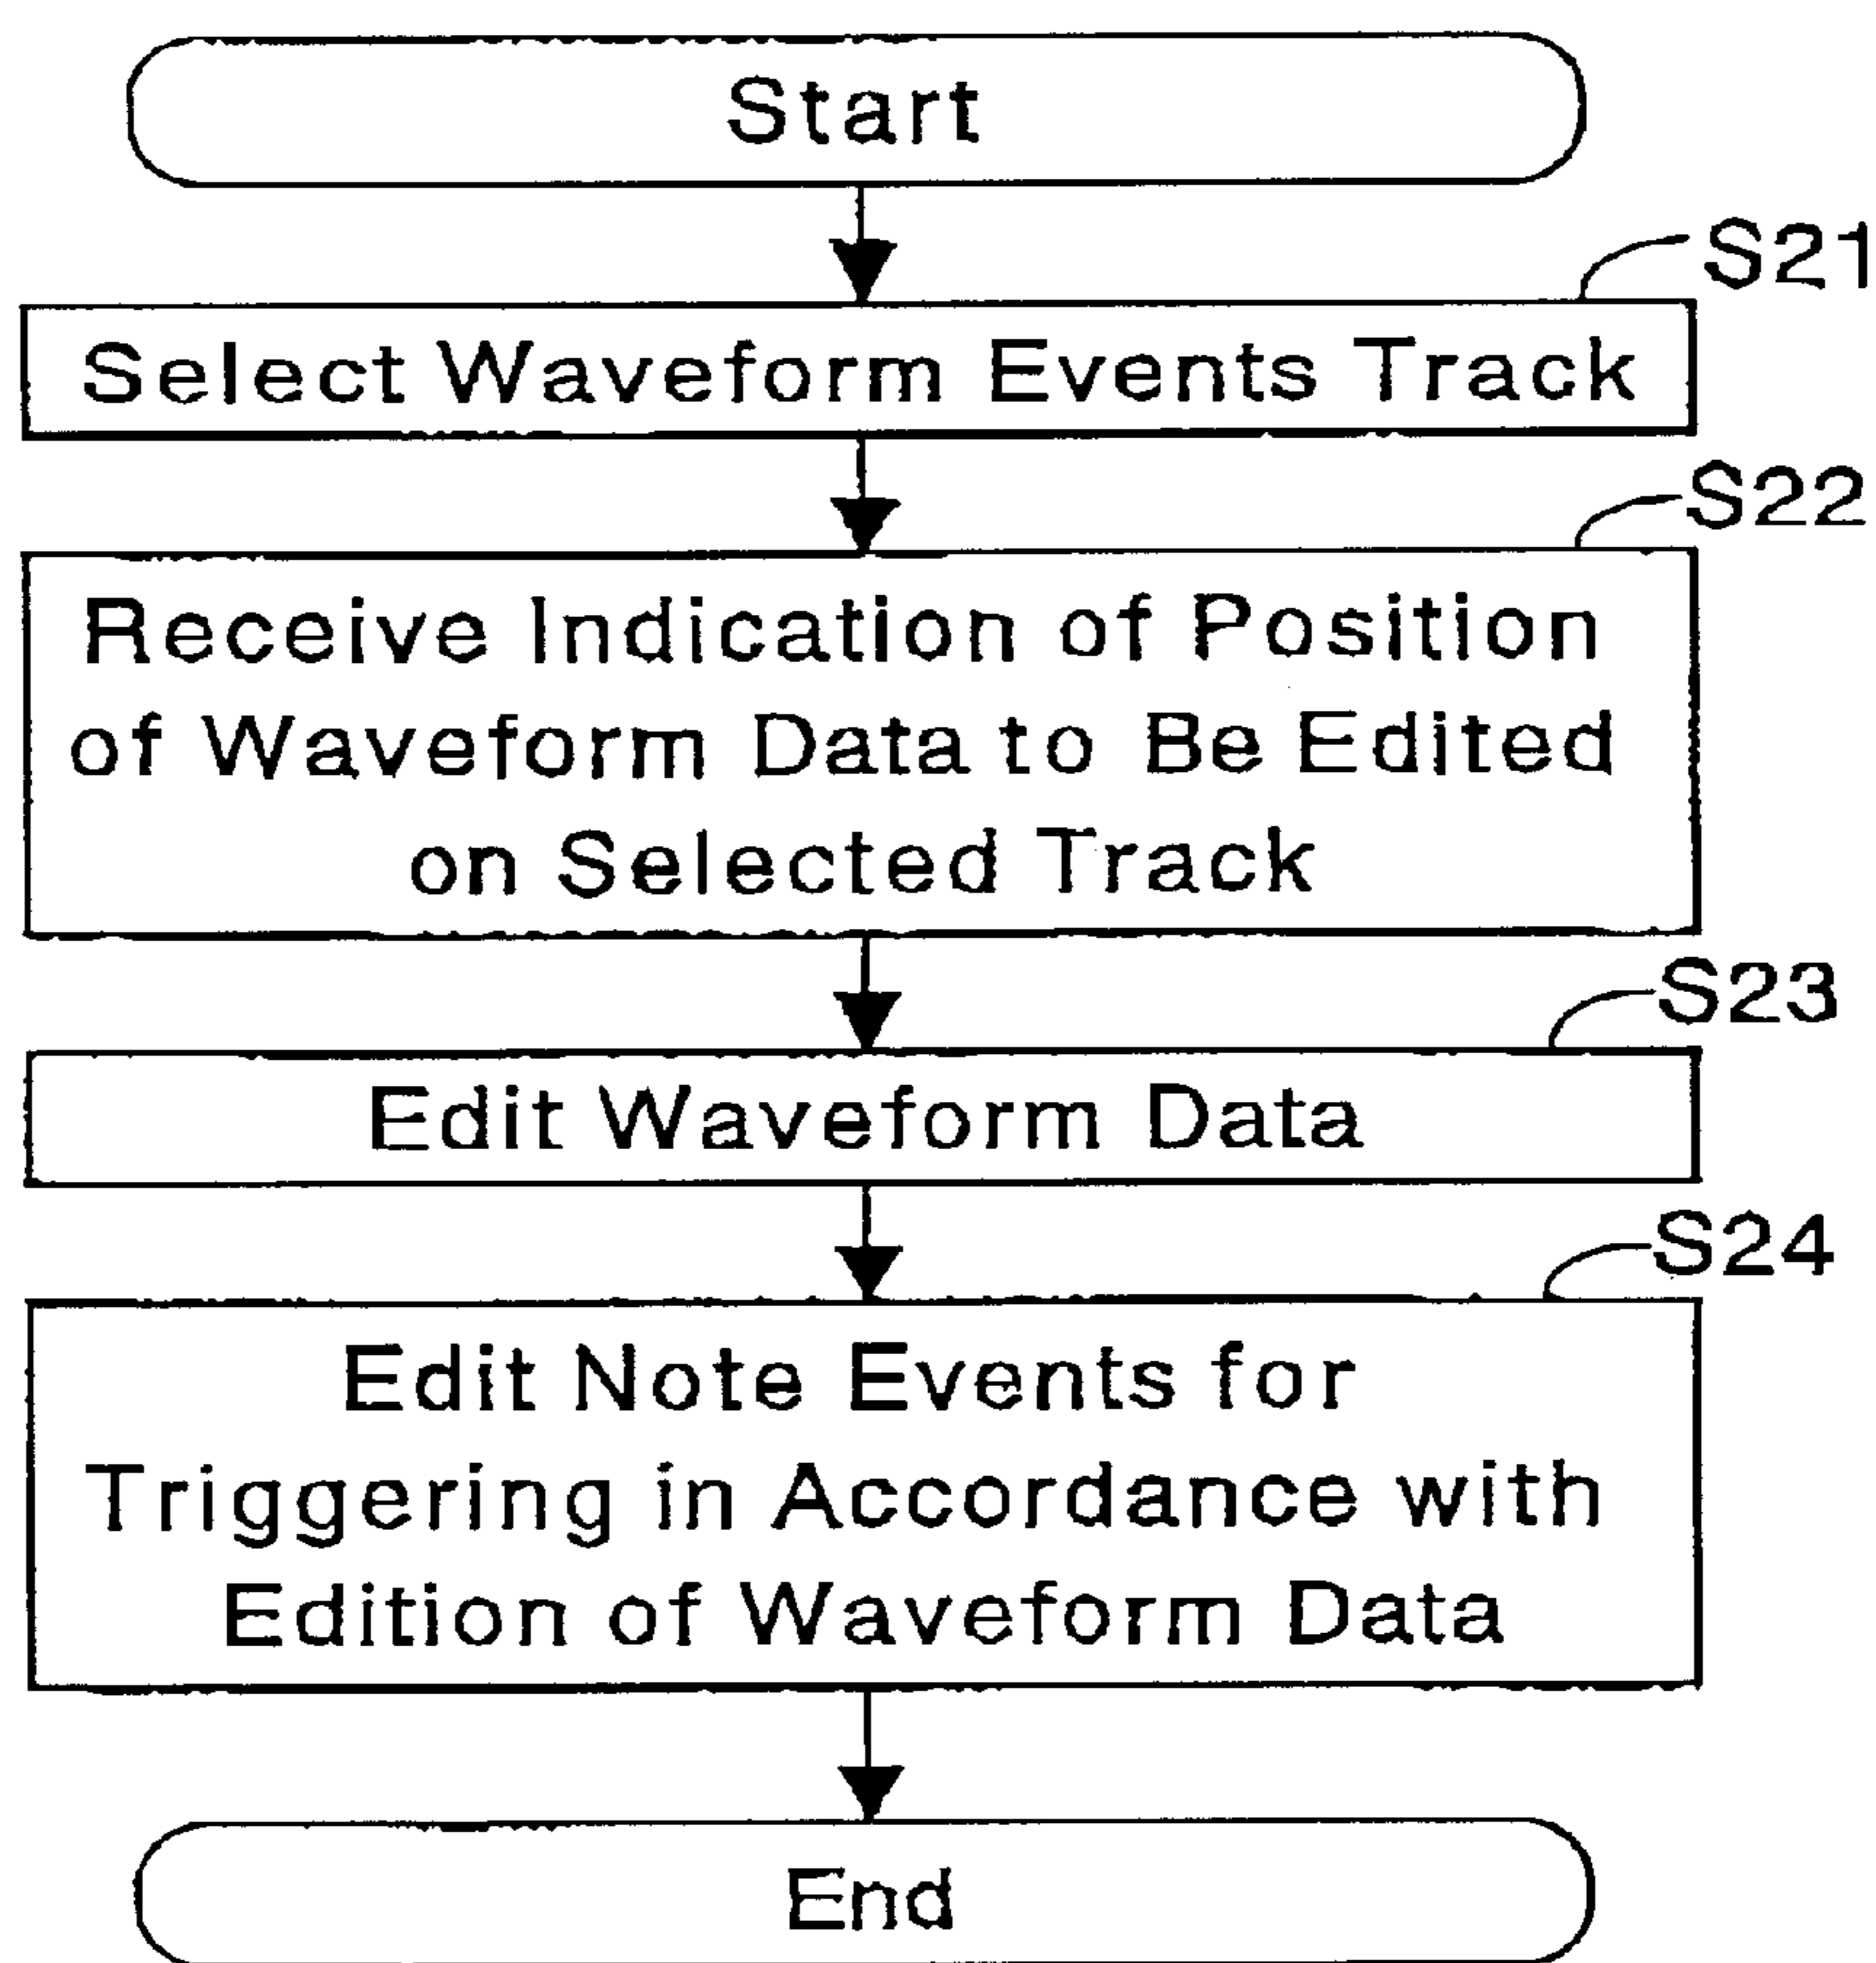 Start
S21
Select Waveform Events Track
S22
Receive Indication of Position
of Waveform Data to Be Edited
on Selected Track
S23
Edit Waveform Data
S24
Edit Note Events for
Triggering in Accordance with
Edition of Waveform Data
End